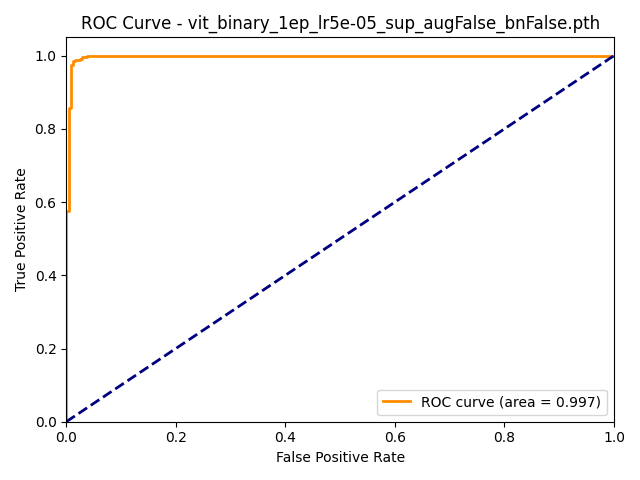 ROC Curve - vit_binary_1ep_lr5e-05_sup_augFalse_bnFalse.pth
True Positive Rate
1.0
0.8
0.6
0.4
0.2
0.0
ROC curve (area = 0.997)
0.0 0.2 0.4 0.6 0.8 1.0
False Positive Rate